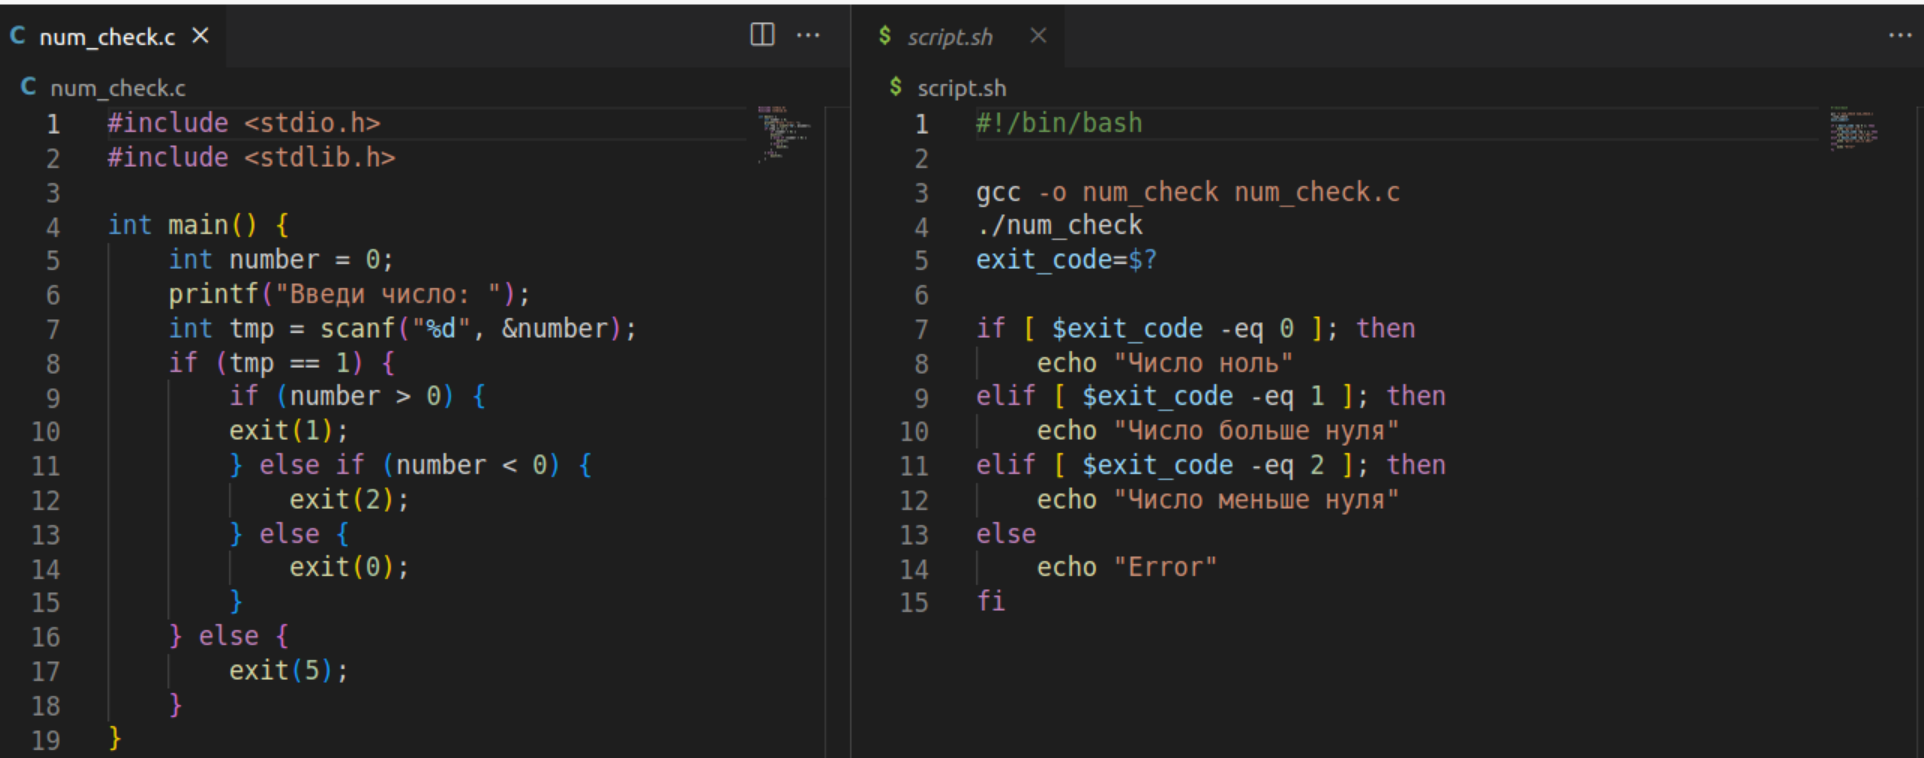 num_check.c
num_check.c
1 #include <stdio.h>
2 #include <stdlib.h>
3
4 int main() {
5     int number = 0;
6     printf("Введи число: ");
7     int tmp = scanf("%d", &number);
8     if (tmp == 1) {
9         if (number > 0) {
10         exit(1);
11         } else if (number < 0) {
12             exit(2);
13         } else {
14             exit(0);
15         }
16     } else {
17         exit(5);
18     }
19 }
$ script.sh
$ script.sh
1 #!/bin/bash
2
3 gcc -o num_check num_check.c
4 ./num_check
5 exit_code=$?
6
7 if [ $exit_code -eq 0 ]; then
8     echo "Число ноль"
9 elif [ $exit_code -eq 1 ]; then
10     echo "Число больше нуля"
11 elif [ $exit_code -eq 2 ]; then
12     echo "Число меньше нуля"
13 else
14     echo "Error"
15 fi